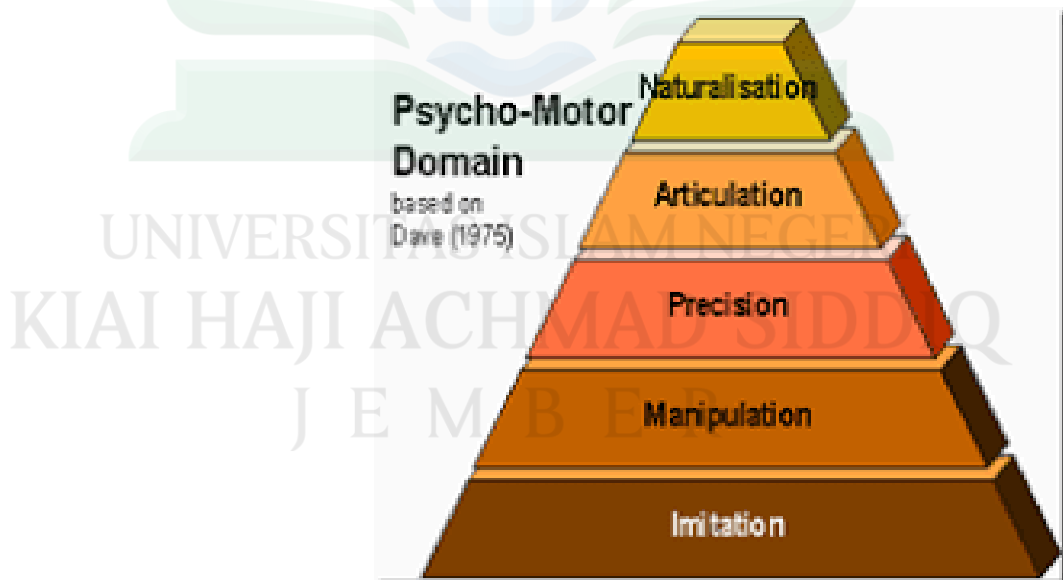 Naturalisation
Psycho-Motor
Domain
based on
Dave (1975)
Articulation
Precision
Manipulation
Imitation
UNIVERSITAS ISLAM NEGERI
KIAI HAJI ACHMAD SIDDIQ
JEMBER